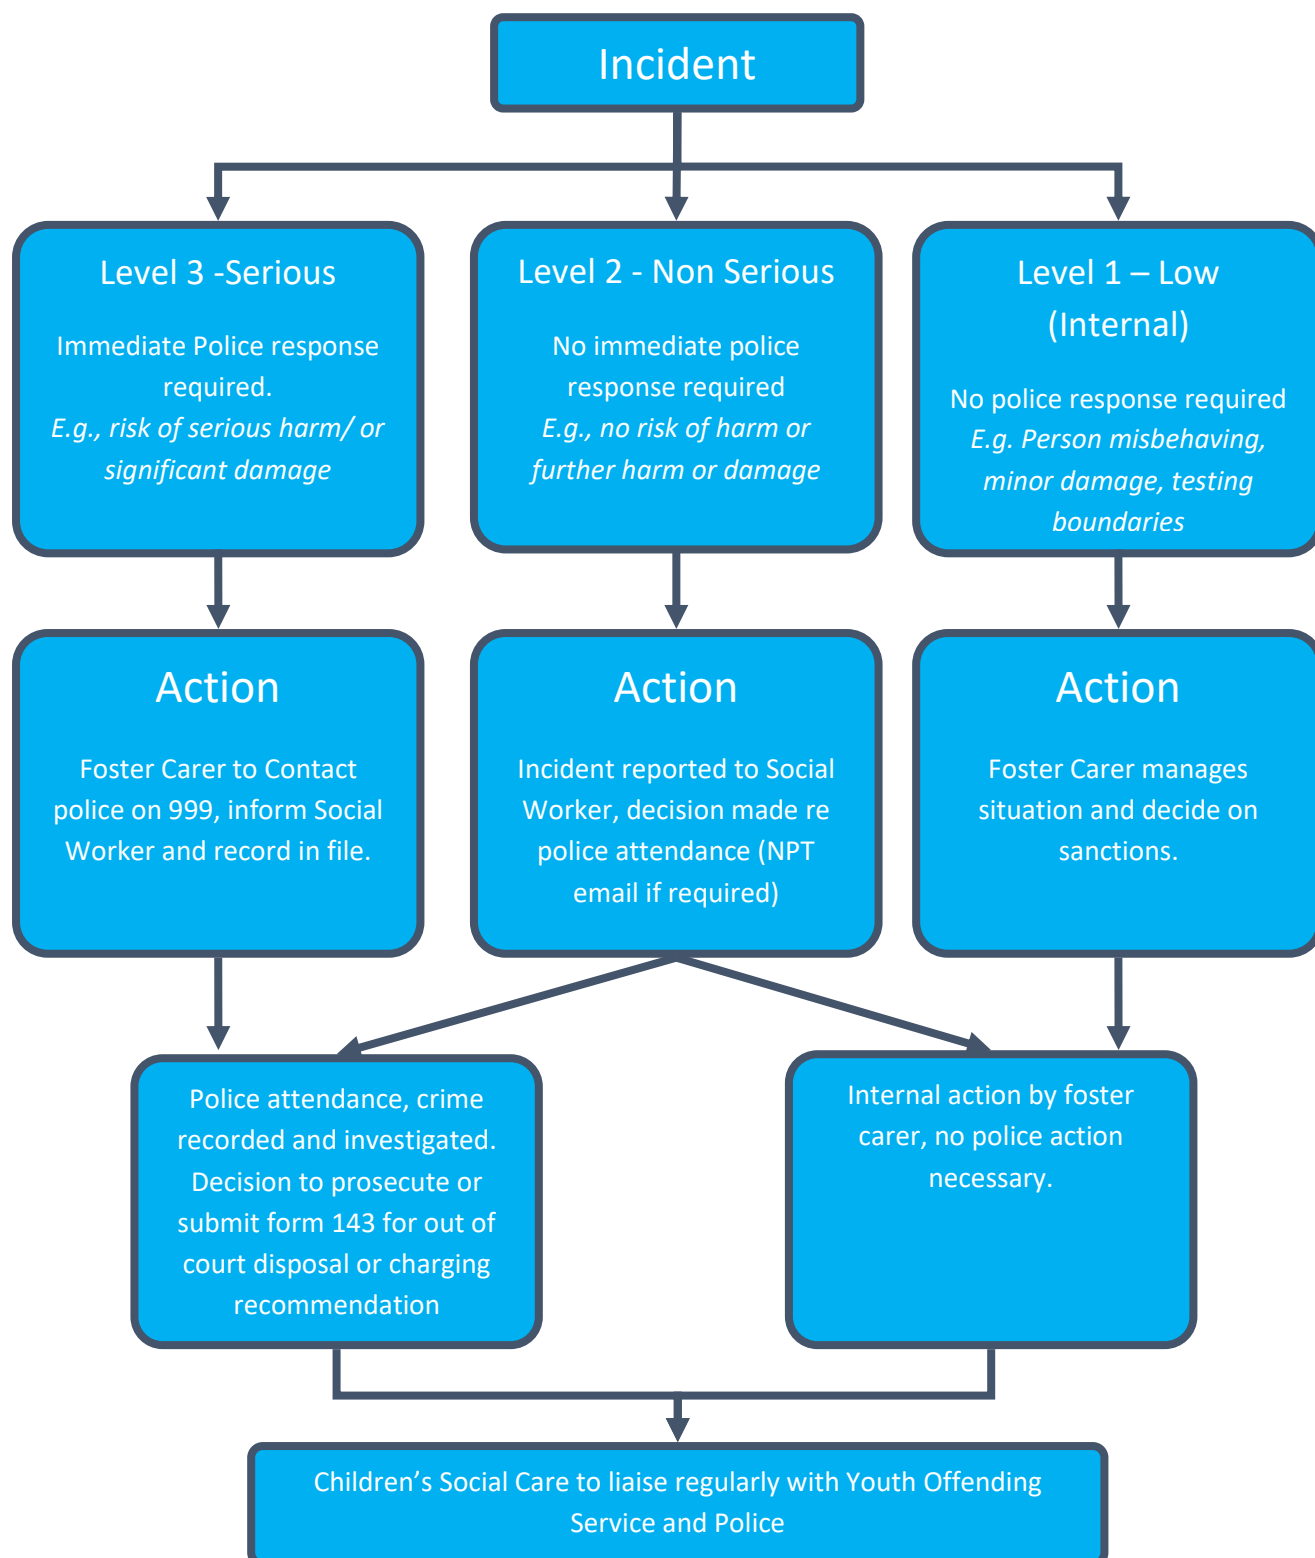 Incident
Level 3 -Serious
Immediate Police response
required.
E.g., risk of serious harm/ or
significant damage
Level 2 - Non Serious
No immediate police
response required
E.g., no risk of harm or
further harm or damage
Level 1 – Low
(Internal)
No police response required
E.g. Person misbehaving,
minor damage, testing
boundaries
Action
Foster Carer to Contact
police on 999, inform Social
Worker and record in file.
Action
Incident reported to Social
Worker, decision made re
police attendance (NPT
email if required)
Action
Foster Carer manages
situation and decide on
sanctions.
Police attendance, crime
recorded and investigated.
Decision to prosecute or
submit form 143 for out of
court disposal or charging
recommendation
Internal action by foster
carer, no police action
necessary.
Children’s Social Care to liaise regularly with Youth Offending
Service and Police